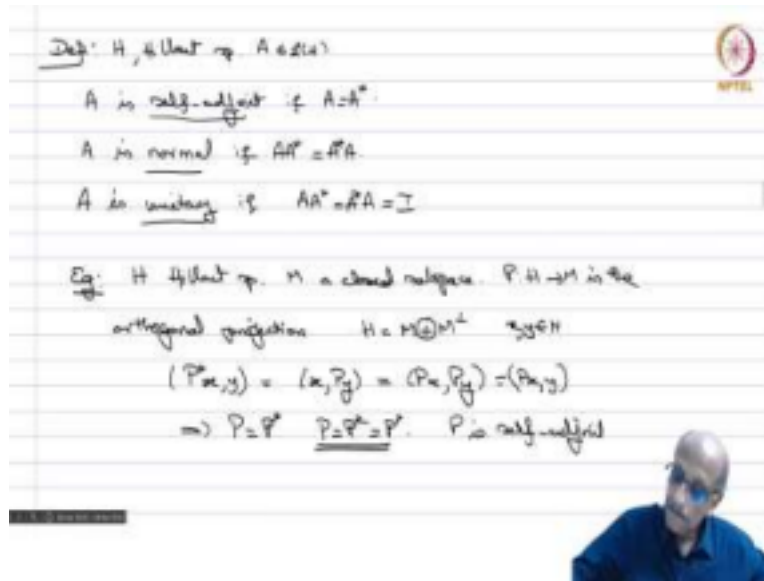 Def: H, Hilbert sp. A ∈ L(H)
NPTEL
A is self-adjoint if A=A*.
A is normal if AA* = A*A.
A is unitary if AA* = A*A = I
Eg: H Hilbert sp. M a closed subspace. P: H→M is the
orthogonal projection H = M⊕M^⊥ x,y∈H
(P*x,y) = (x,Py) = (Px,Py) = (Px,y)
⇒ P=P* P=P²=P*. P is self-adjoint